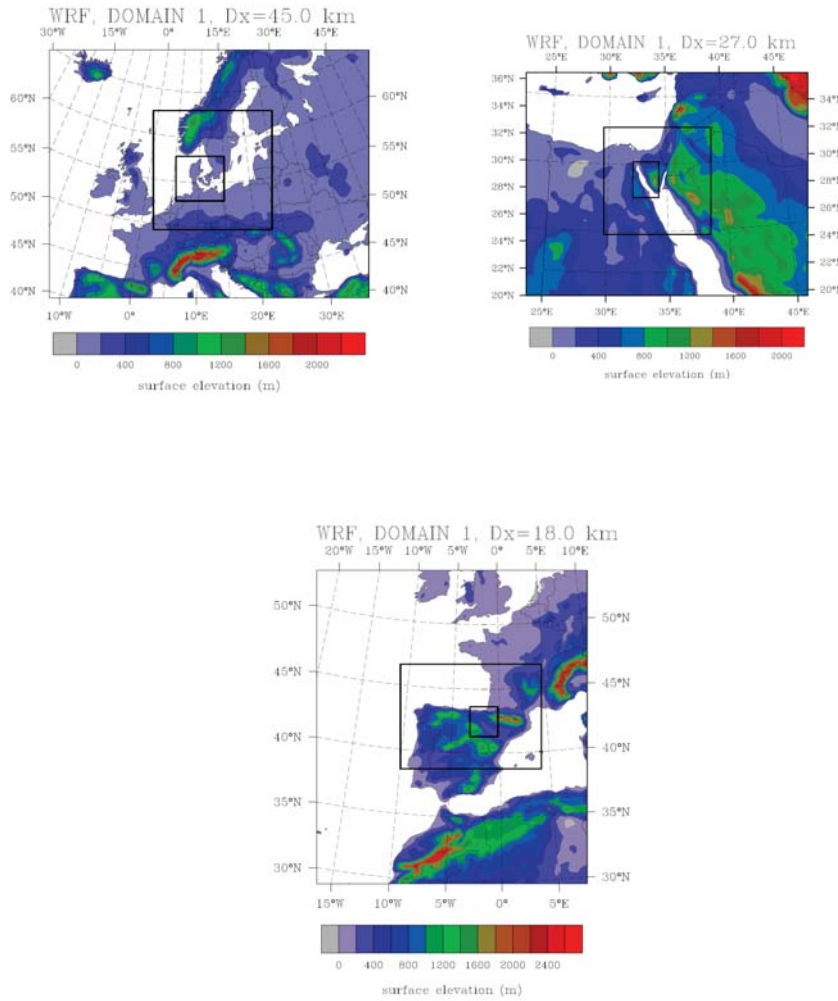 WRF, DOMAIN 1, Dx=45.0 km
30°W 15°W 0°E 15°E 30°E 45°E
60°N 60°N
55°N 55°N
50°N 50°N
45°N 45°N
40°N 40°N
10°W 0°E 10°E 20°E 30°E
0 400 800 1200 1600 2000
surface elevation (m)
WRF, DOMAIN 1, Dx=27.0 km
25°E 30°E 35°E 40°E 45°E
36°N
34°N 34°N
32°N 32°N
30°N 30°N
28°N 28°N
26°N 26°N
24°N 24°N
22°N 22°N
20°N 20°N
25°E 30°E 35°E 40°E 45°E
0 400 800 1200 1600 2000
surface elevation (m)
WRF, DOMAIN 1, Dx=18.0 km
20°W 15°W 10°W 5°W 0°E 5°E 10°E
50°N 50°N
45°N 45°N
40°N 40°N
35°N 35°N
30°N 30°N
15°W 10°W 5°W 0° 5°E
0 400 800 1200 1600 2000 2400
surface elevation (m)